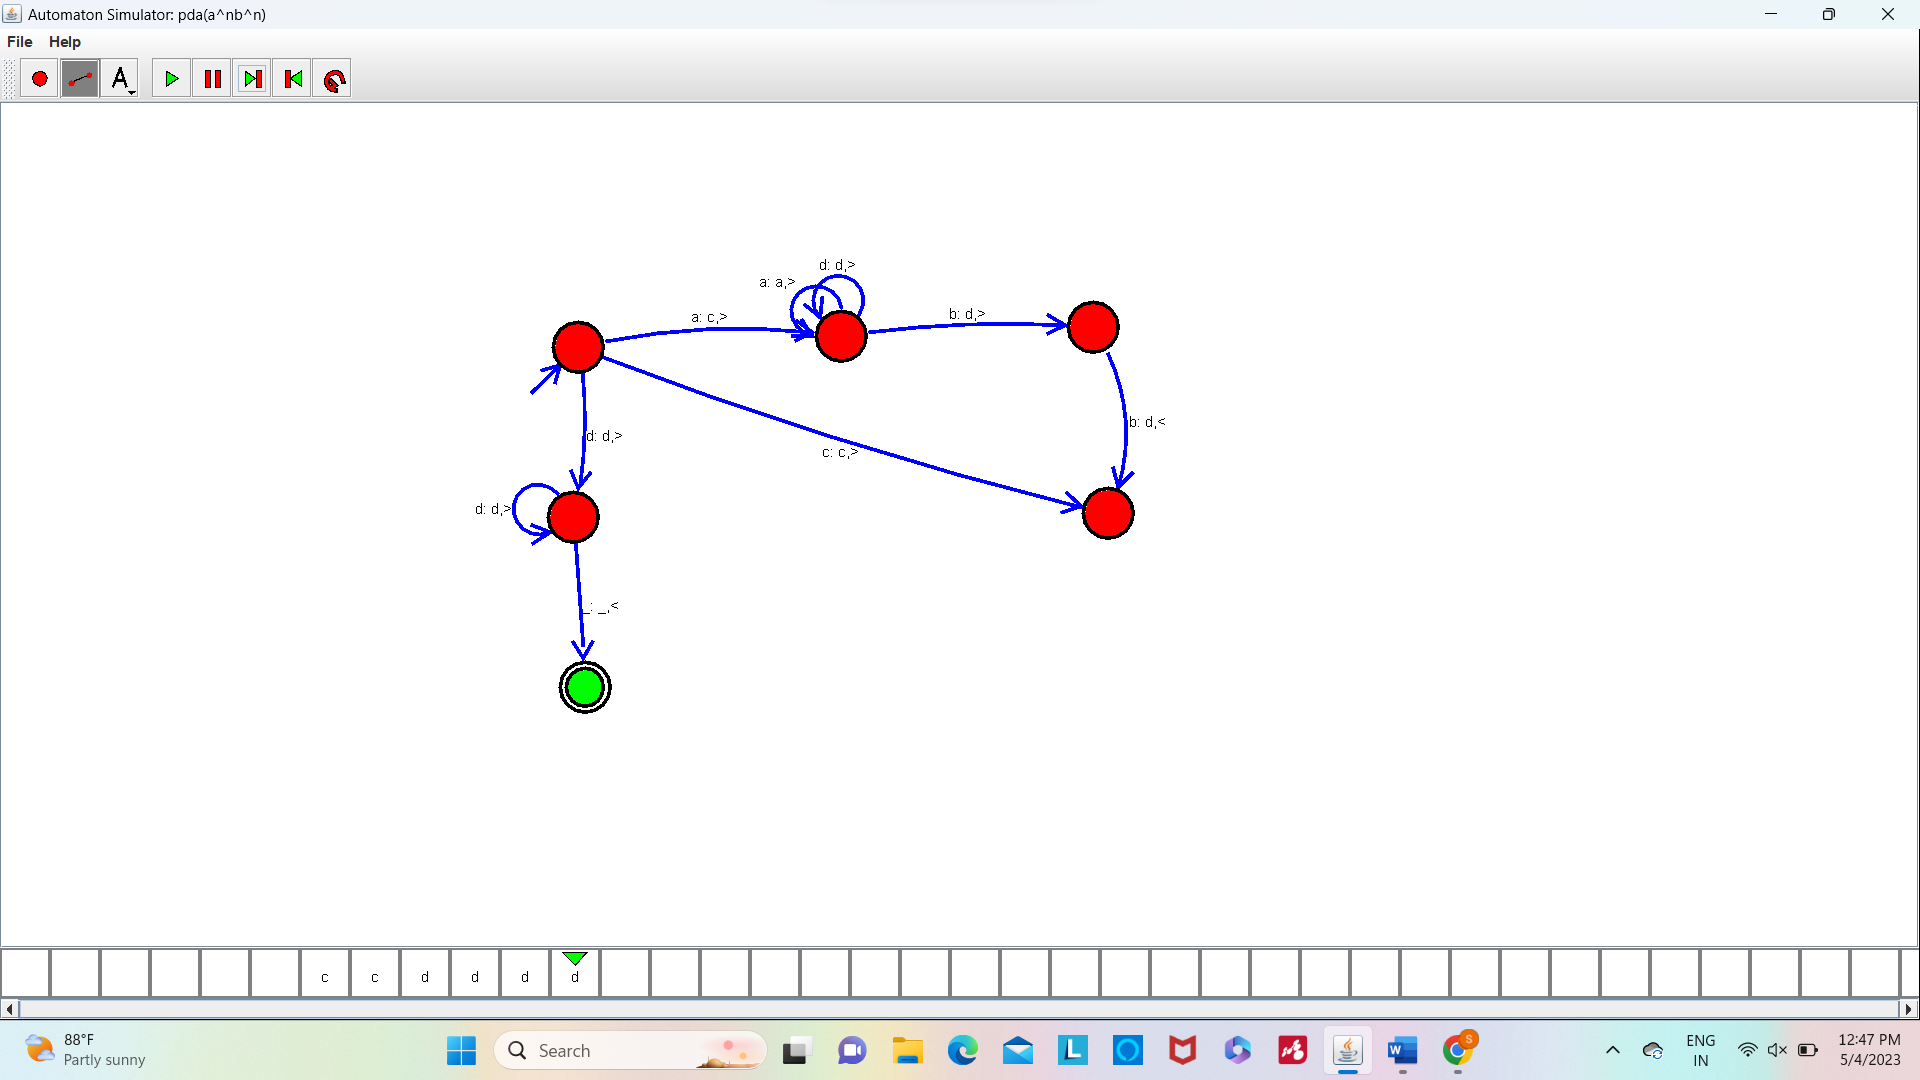 Automaton Simulator: pda(a^nb^n)
File Help
A
d: d,>
a: a,>
a: c,>
b: d,>
b: d,<
d: d,>
c: c,>
d: d,>
_: _,<
c c d d d d
88°F
Partly sunny
Search
L
W
S
ENG
IN
12:47 PM
5/4/2023